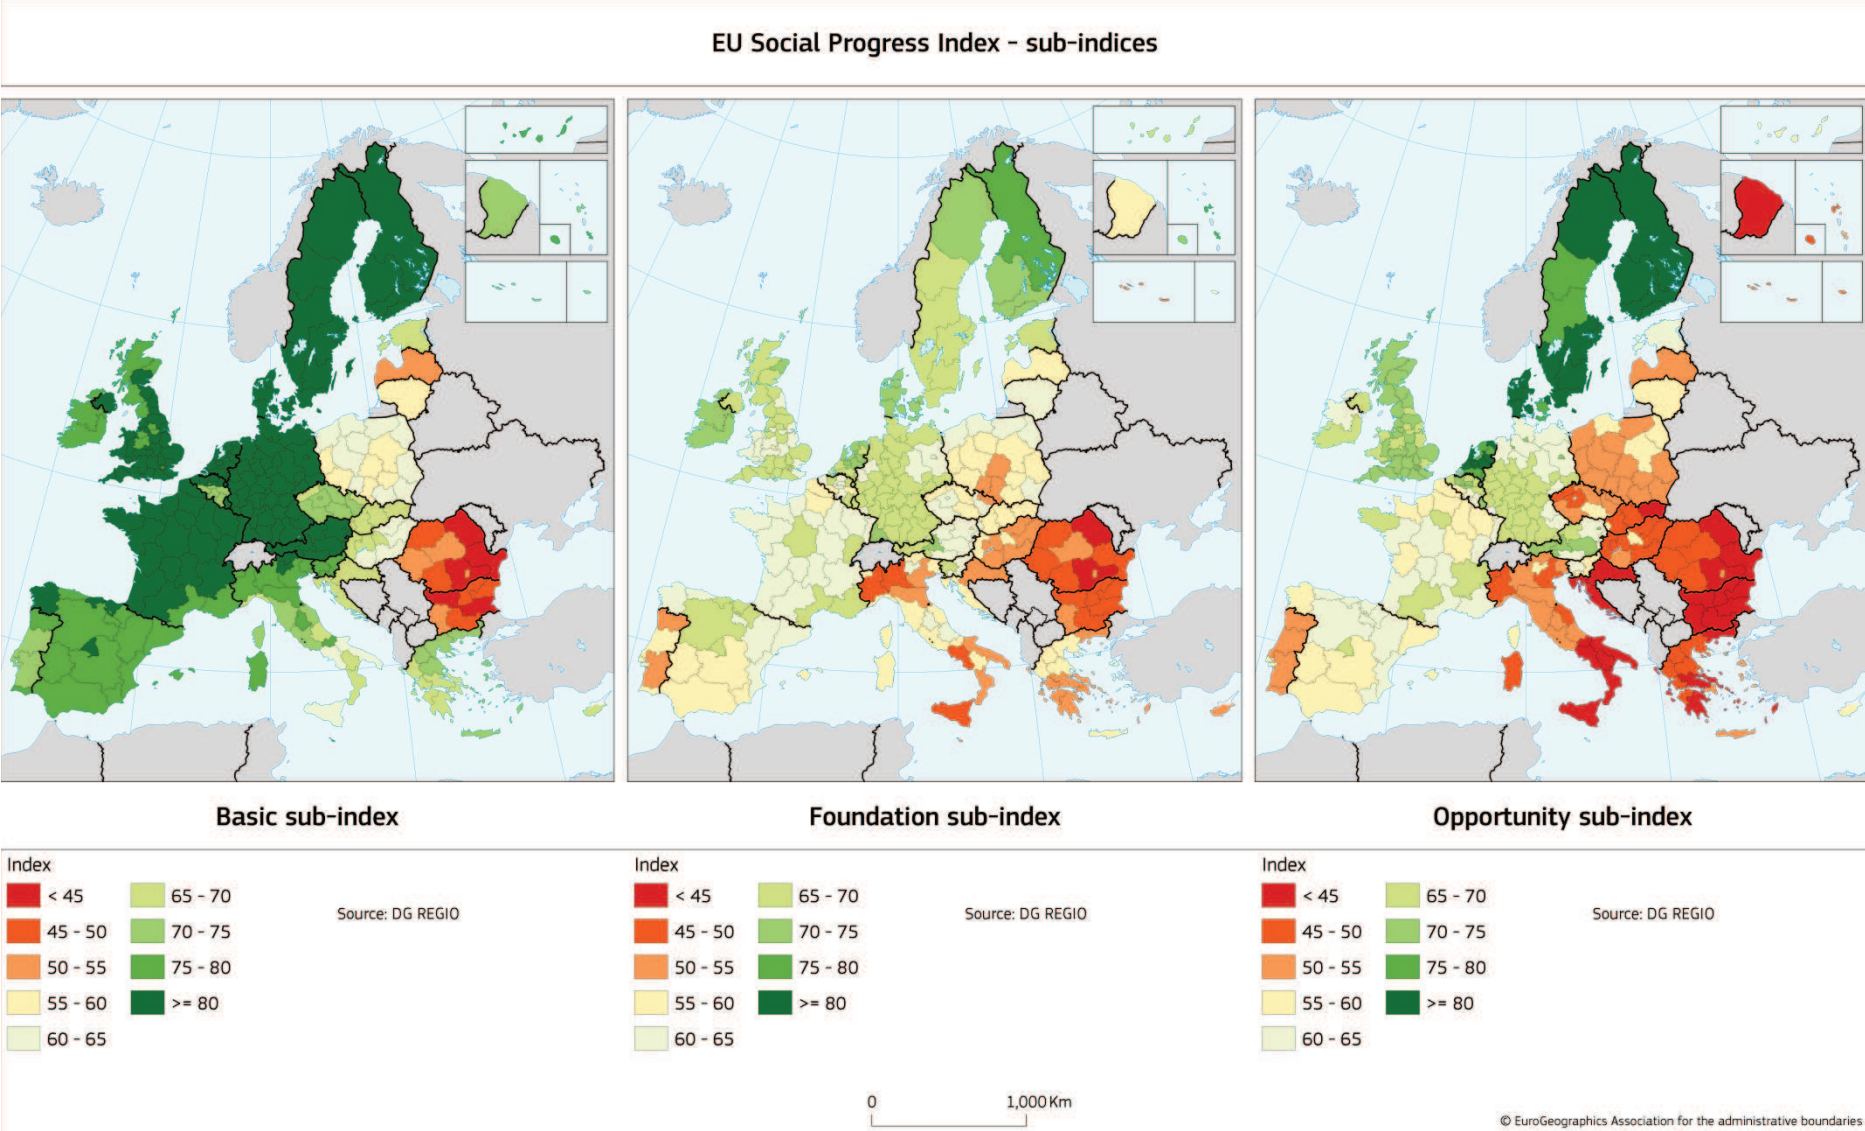 EU Social Progress Index - sub-indices
Basic sub-index
Index
< 45
45 - 50
50 - 55
55 - 60
60 - 65
65 - 70
70 - 75
75 - 80
>= 80
Source: DG REGIO
Foundation sub-index
Index
< 45
45 - 50
50 - 55
55 - 60
60 - 65
65 - 70
70 - 75
75 - 80
>= 80
Source: DG REGIO
Opportunity sub-index
Index
< 45
45 - 50
50 - 55
55 - 60
60 - 65
65 - 70
70 - 75
75 - 80
>= 80
Source: DG REGIO
0 1,000 Km
© EuroGeographics Association for the administrative boundaries